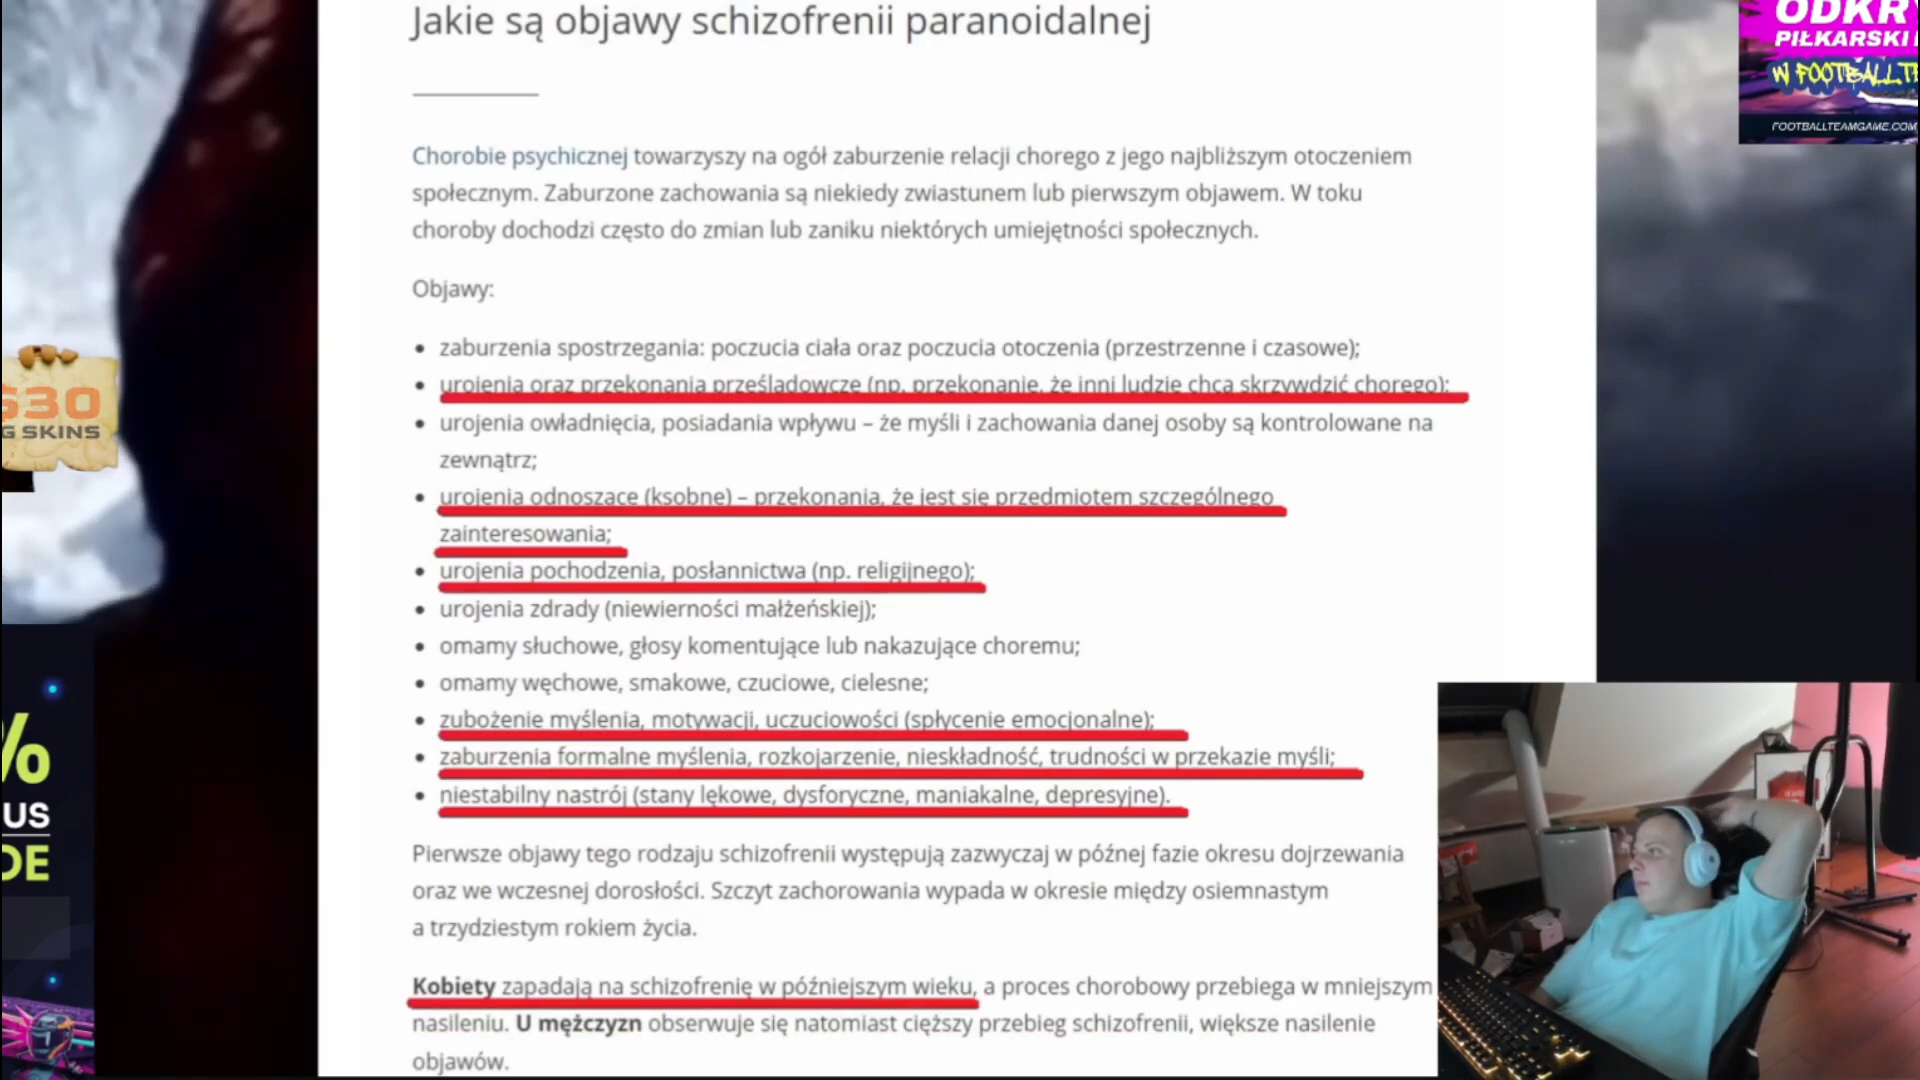 Jakie są objawy schizofrenii paranoidalnej
ODKRY
PIŁKARSKI
W FOOTBALLTE
FOOTBALLTEAMGAME.COM
Chorobie psychicznej towarzyszy na ogół zaburzenie relacji chorego z jego najbliższym otoczeniem
społecznym. Zaburzone zachowania są niekiedy zwiastunem lub pierwszym objawem. W toku
choroby dochodzi często do zmian lub zaniku niektórych umiejętności społecznych.
Objawy:
• zaburzenia spostrzegania: poczucia ciała oraz poczucia otoczenia (przestrzenne i czasowe);
• urojenia oraz przekonania prześladowcze (np. przekonanie, że inni ludzie chcą skrzywdzić chorego);
• urojenia owładnięcia, posiadania wpływu – że myśli i zachowania danej osoby są kontrolowane na
zewnątrz;
• urojenia odnoszące (ksobne) – przekonania, że jest się przedmiotem szczególnego
zainteresowania;
• urojenia pochodzenia, posłannictwa (np. religijnego);
• urojenia zdrady (niewierności małżeńskiej);
• omamy słuchowe, głosy komentujące lub nakazujące choremu;
• omamy węchowe, smakowe, czuciowe, cielesne;
• zubożenie myślenia, motywacji, uczuciowości (spłycenie emocjonalne);
• zaburzenia formalne myślenia, rozkojarzenie, nieskładność, trudności w przekazie myśli;
• niestabilny nastrój (stany lękowe, dysforyczne, maniakalne, depresyjne).
Pierwsze objawy tego rodzaju schizofrenii występują zazwyczaj w późnej fazie okresu dojrzewania
oraz we wczesnej dorosłości. Szczyt zachorowania wypada w okresie między osiemnastym
a trzydziestym rokiem życia.
Kobiety zapadają na schizofrenię w późniejszym wieku, a proces chorobowy przebiega w mniejszym
nasileniu. U mężczyzn obserwuje się natomiast cięższy przebieg schizofrenii, większe nasilenie
objawów.
$30
G SKINS
%
US
DE